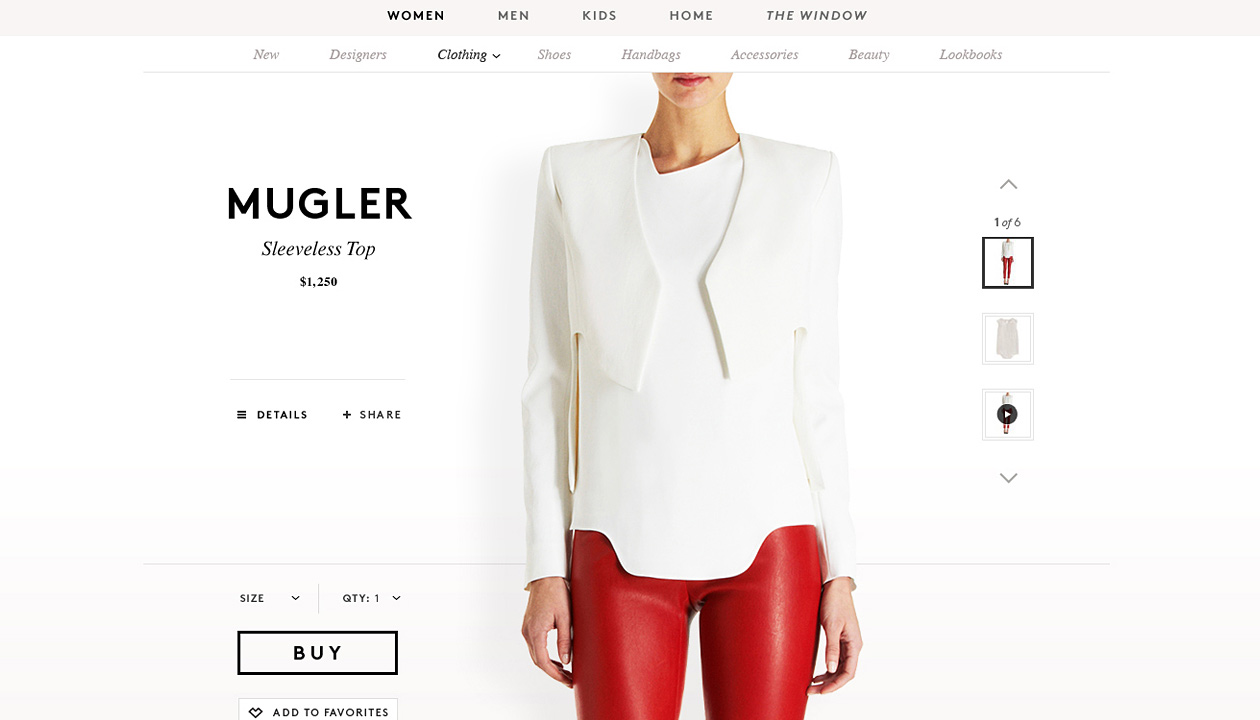 WOMEN MEN KIDS HOME THE WINDOW
New Designers Clothing Shoes Handbags Accessories Beauty Lookbooks
MUGLER
Sleeveless Top
$1,250
DETAILS SHARE
1 of 6
SIZE QTY: 1
BUY
ADD TO FAVORITES